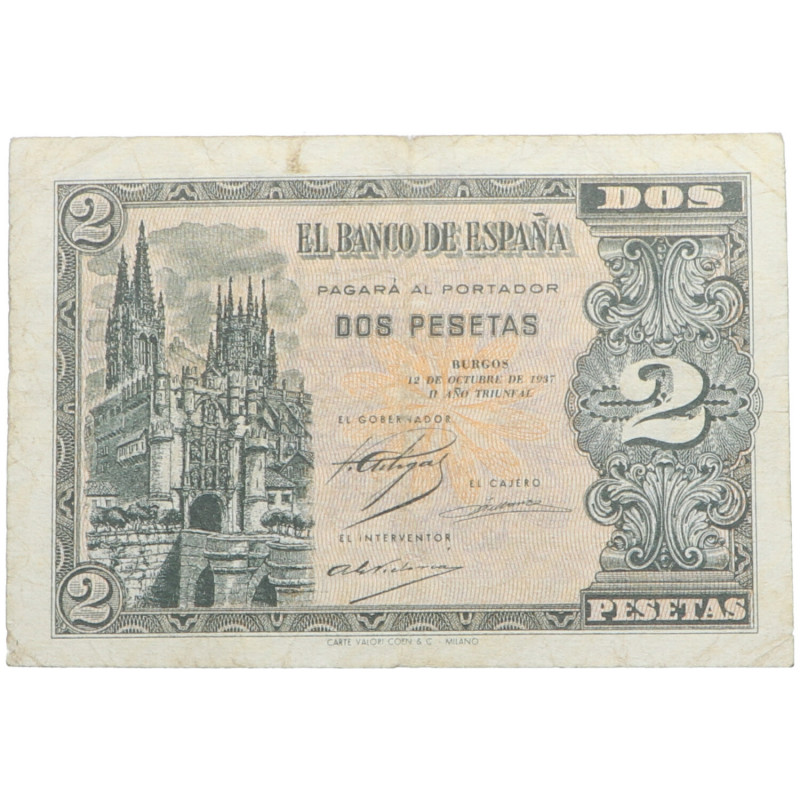 2
DOS
EL BANCO DE ESPAÑA
PAGARÁ AL PORTADOR
DOS PESETAS
BURGOS
12 DE OCTUBRE DE 1937
II AÑO TRIUNFAL
2
EL GOBERNADOR
EL CAJERO
EL INTERVENTOR
2
PESETAS
CARTE VALORI COEN & C. - MILANO